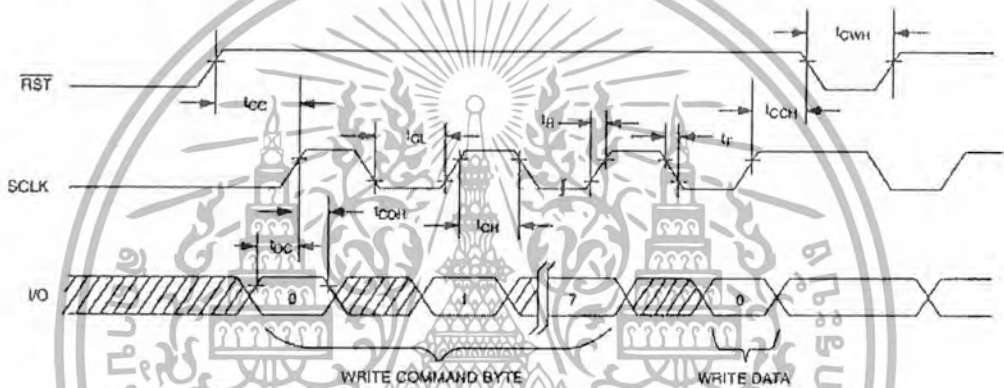 tCWH
RST
tCC
tCL
tR
tF
tCCH
SCLK
tCDH
tCH
tDC
I/O
0
1
7
0
WRITE COMMAND BYTE
WRITE DATA